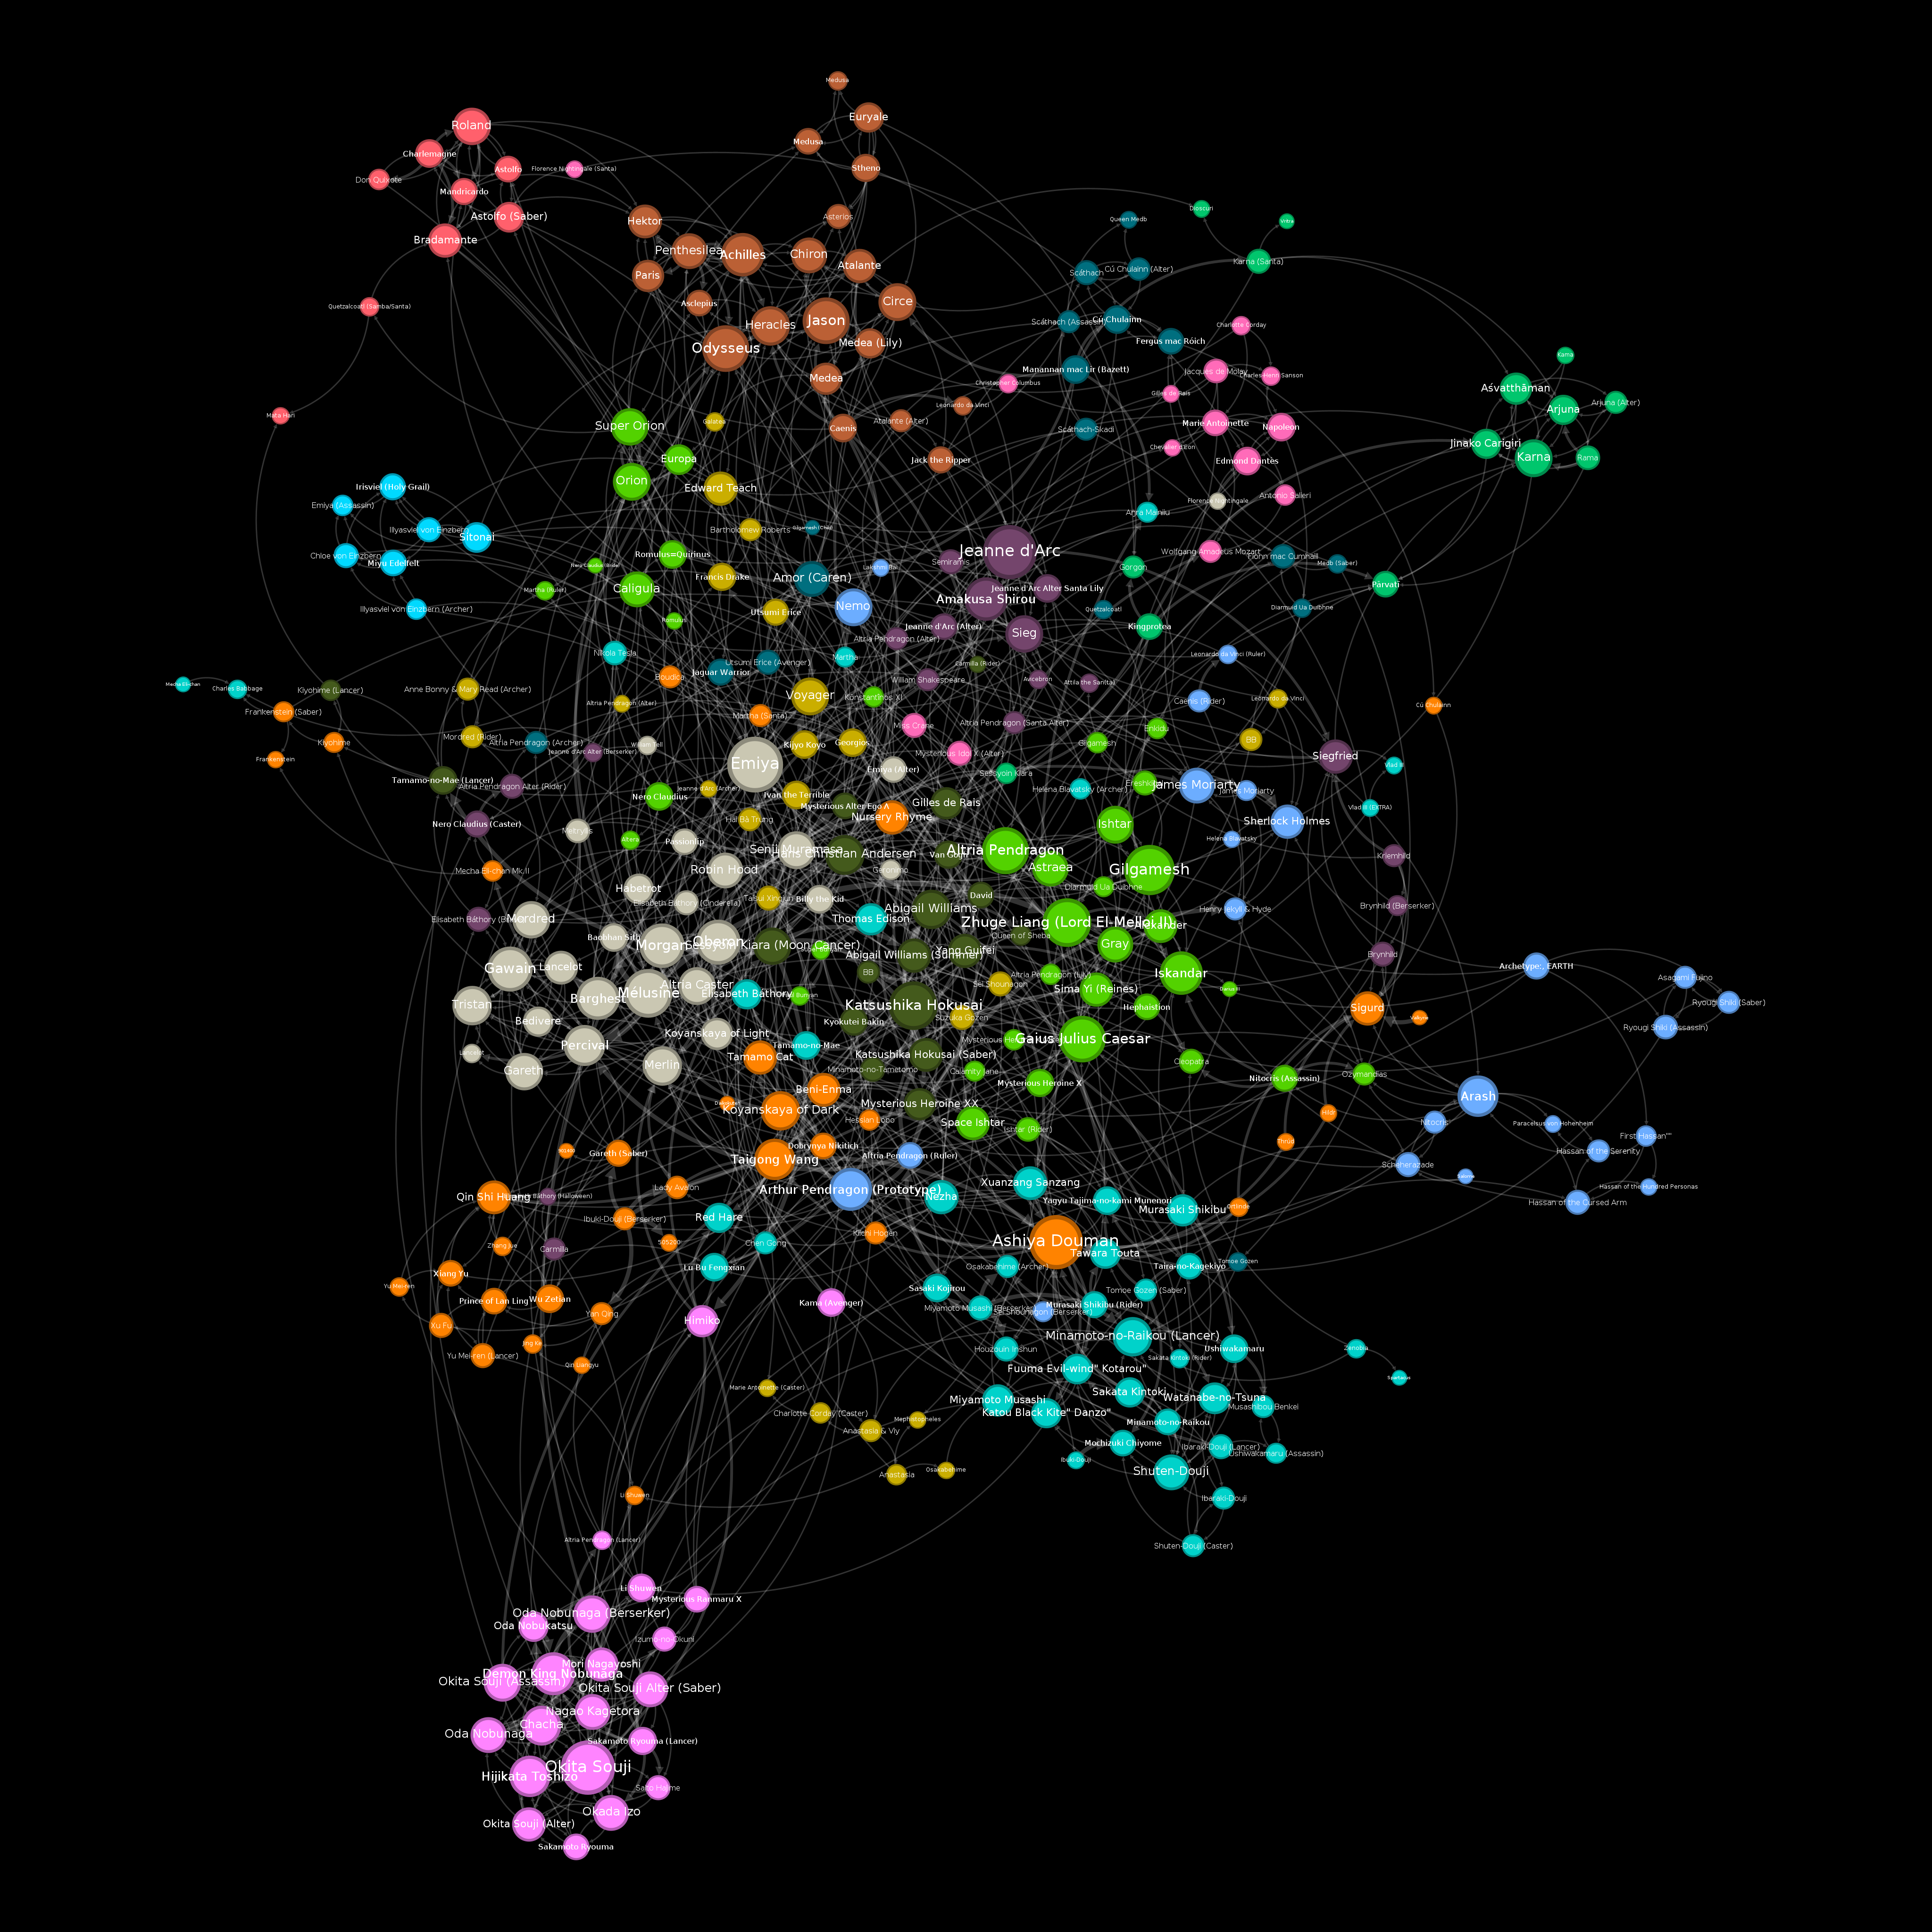 Medusa
Euryale
Roland
Medusa
Charlemagne
Stheno
Astolfo
Florence Nightingale (Santa)
Don Quixote
Mandricardo
Dioscuri
Astolfo (Saber)
Asterios
Queen Medb
Hektor
Vritra
Bradamante
Penthesilea
Achilles
Chiron
Karna (Santa)
Atalante
Scáthach
Cú Chulainn (Alter)
Paris
Asclepius
Circe
Quetzalcoatl (Samba/Santa)
Jason
Scáthach (Assassin)
Cú Chulainn
Heracles
Charlotte Corday
Fergus mac Róich
Medea (Lily)
Odysseus
Kama
Manannan mac Lir (Bazett)
Jacques de Molay
Charles-Henri Sanson
Medea
Christopher Columbus
Aśvatthāman
Gilles de Rais
Leonardo da Vinci
Arjuna
Arjuna (Alter)
Mata Hari
Atalante (Alter)
Galatea
Marie Antoinette
Super Orion
Caenis
Napoleon
Scáthach-Skadi
Jinako Carigiri
Chevalier d'Eon
Karna
Rama
Europa
Jack the Ripper
Edmond Dantès
Orion
Irisviel (Holy Grail)
Edward Teach
Antonio Salieri
Florence Nightingale
Emiya (Assassin)
Angra Mainiu
Gilgamesh (Child)
Illyasviel von Einzbern
Bartholomew Roberts
Sitonai
Jeanne d'Arc
Chloe von Einzbern
Romulus=Quirinus
Wolfgang Amadeus Mozart
Fionn mac Cumhaill
Miyu Edelfelt
Semiramis
Medb (Saber)
Nero Claudius (Bride)
Lakshmi Bai
Gorgon
Francis Drake
Amor (Caren)
Martha (Ruler)
Caligula
Jeanne d'Arc Alter Santa Lily
Pārvatī
Amakusa Shirou
Nemo
Illyasviel von Einzbern (Archer)
Quetzalcoatl
Diarmuid Ua Duibhne
Utsumi Erice
Romulus
Jeanne d'Arc (Alter)
Kingprotea
Sieg
Altria Pendragon (Alter)
Nikola Tesla
Martha
Leonardo da Vinci (Ruler)
Utsumi Erice (Avenger)
Carmilla (Rider)
Jaguar Warrior
Boudica
William Shakespeare
Avicebron
Attila the San(ta)
Mecha Eli-chan
Charles Babbage
Kiyohime (Lancer)
Anne Bonny & Mary Read (Archer)
Voyager
Konstantinos XI
Caenis (Rider)
Leonardo da Vinci
Altria Pendragon (Alter)
Cú Chulainn
Frankenstein (Saber)
Martha (Santa)
Miss Crane
Altria Pendragon (Santa Alter)
Enkidu
Mordred (Rider)
BB
Kiyohime
Altria Pendragon (Archer)
William Tell
Kijyo Koyo
Georgios
Gilgamesh
Jeanne d'Arc Alter (Berserker)
Mysterious Idol X (Alter)
Siegfried
Frankenstein
Emiya
Emiya (Alter)
Vlad III
Sessyoin Kiara
Tamamo-no-Mae (Lancer)
Ereshkigal
James Moriarty
Altria Pendragon Alter (Rider)
Jeanne d'Arc (Archer)
Helena Blavatsky (Archer)
James Moriarty
Nero Claudius
Ivan the Terrible
Gilles de Rais
Mysterious Alter Ego Λ
Vlad III (EXTRA)
Nursery Rhyme
Hai Bà Trung
Sherlock Holmes
Nero Claudius (Caster)
Ishtar
Metryllis
Altera
Passionlip
Helena Blavatsky
Senji Muramasa
Altria Pendragon
Hans Christian Andersen
Van Gogh
Kriemhild
Astraea
Gilgamesh
Mecha Eli-chan Mk.II
Robin Hood
Geronimo
Habetrot
Diarmuid Ua Duibhne
David
Taisui Xingjun
Billy the Kid
Elisabeth Báthory (Cinderella)
Brynhild (Berserker)
Abigail Williams
Henry Jekyll & Hyde
Mordred
Thomas Edison
Zhuge Liang (Lord El-Melloi II)
Alexander
Baobhan Sith
Queen of Sheba
Morgan
Oberon
Sessyoin Kiara (Moon Cancer)
Gray
Yang Guifei
Abigail Williams (Summer)
Brynhild
Gawain
Lancelot
Archetype:. EARTH
BB
Altria Pendragon (Lily)
Iskandar
Asagami Fujino
Altria Caster
Sei Shounagon
Mélusine
Elisabeth Báthory
Sima Yi (Reines)
Barghest
Ryougi Shiki (Saber)
Tristan
Katsushika Hokusai
Hephaistion
Sigurd
Valkyrie
Bedivere
Kyokutei Bakin
Suzuka Gozen
Ryougi Shiki (Assassin)
Koyanskaya of Light
Gaius Julius Caesar
Percival
Tamamo-no-Mae
Lancelot
Katsushika Hokusai (Saber)
Tamamo Cat
Cleopatra
Merlin
Minamoto-no-Tametomo
Gareth
Calamity Jane
Nitocris (Assassin)
Ozymandias
Mysterious Heroine X
Beni-Enma
Arash
Mysterious Heroine XX
Koyanskaya of Dark
Hildr
Hessian Lobo
Space Ishtar
Nitocris
Paracelsus von Hohenheim
Ishtar (Rider)
First Hassan""
Thrud
Dobrynya Nikitich
Gareth (Saber)
Hassan of the Serenity
Altria Pendragon (Ruler)
Taigong Wang
Scheherazade
Xuanzang Sanzang
Lady Avalon
Arthur Pendragon (Prototype)
Hassan of the Hundred Personas
Qin Shi Huang
Nezha
Yagyu Tajima-no-kami Munenori
Hassan of the Cursed Arm
Ortlinde
Murasaki Shikibu
Red Hare
Ibuki-Douji (Berserker)
Kiichi Hogen
Ashiya Douman
Chen Gong
Zhang Jue
Carmilla
Tawara Touta
Tomoe Gozen
Lu Bu Fengxian
Osakabehime (Archer)
Taira-no-Kagekiyo
Xiang Yu
Yu Mei-ren
Sasaki Kojirou
Tomoe Gozen (Saber)
Prince of Lan Ling
Wu Zetian
Kama (Avenger)
Murasaki Shikibu (Rider)
Miyamoto Musashi (Berserker)
Sei Shounagon (Berserker)
Yan Qing
Himiko
Xu Fu
Minamoto-no-Raikou (Lancer)
Jing Ke
Houzouin Inshun
Ushiwakamaru
Zenobia
Yu Mei-ren (Lancer)
Sakata Kintoki (Rider)
Qin Liangyu
Fuuma Evil-wind" Kotarou"
Spartacus
Marie Antoinette (Caster)
Sakata Kintoki
Watanabe-no-Tsuna
Miyamoto Musashi
Musashibou Benkei
Charlotte Corday (Caster)
Katou Black Kite" Danzo"
Mephistopheles
Minamoto-no-Raikou
Anastasia & Viy
Mochizuki Chiyome
Ibaraki-Douji (Lancer)
Ushiwakamaru (Assassin)
Ibuki-Douji
Osakabehime
Shuten-Douji
Anastasia
Li Shuwen
Ibaraki-Douji
Altria Pendragon (Lancer)
Shuten-Douji (Caster)
Li Shuwen
Mysterious Ranmaru X
Oda Nobunaga (Berserker)
Oda Nobukatsu
Izumo-no-Okuni
Mori Nagayoshi
Demon King Nobunaga
Okita Souji (Assassin)
Okita Souji Alter (Saber)
Nagao Kagetora
Chacha
Oda Nobunaga
Sakamoto Ryouma (Lancer)
Okita Souji
Hijikata Toshizo
Saito Hajime
Okada Izo
Okita Souji (Alter)
Sakamoto Ryouma